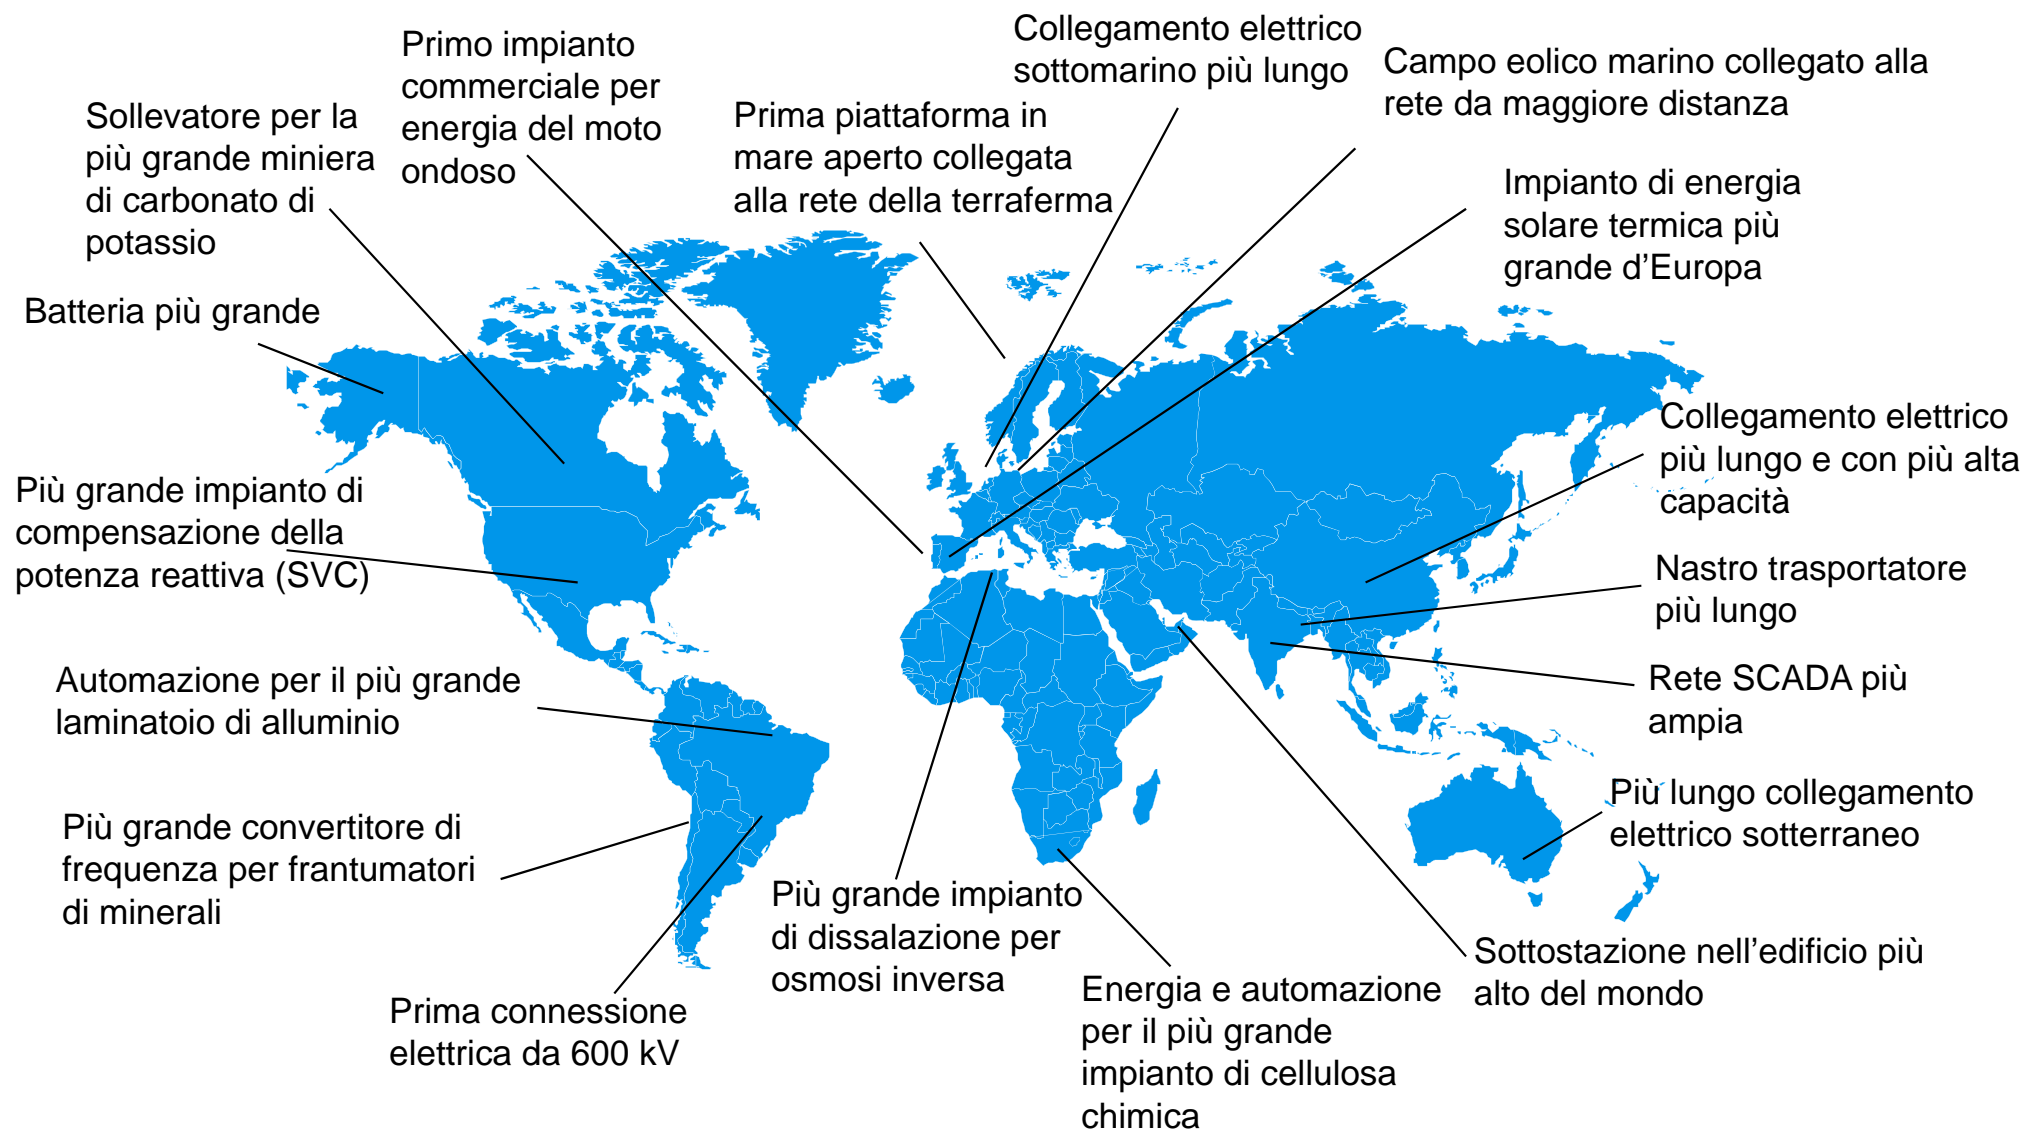 Collegamento elettrico
sottomarino più lungo
Primo impianto
commerciale per
energia del moto
ondoso
Campo eolico marino collegato alla
rete da maggiore distanza
Sollevatore per la
più grande miniera
di carbonato di
potassio
Prima piattaforma in
mare aperto collegata
alla rete della terraferma
Impianto di energia
solare termica più
grande d’Europa
Batteria più grande
Collegamento elettrico
più lungo e con più alta
capacità
Più grande impianto di
compensazione della
potenza reattiva (SVC)
Nastro trasportatore
più lungo
Automazione per il più grande
laminatoio di alluminio
Rete SCADA più
ampia
Più lungo collegamento
elettrico sotterraneo
Più grande convertitore di
frequenza per frantumatori
di minerali
Più grande impianto
di dissalazione per
osmosi inversa
Sottostazione nell’edificio più
alto del mondo
Prima connessione
elettrica da 600 kV
Energia e automazione
per il più grande
impianto di cellulosa
chimica